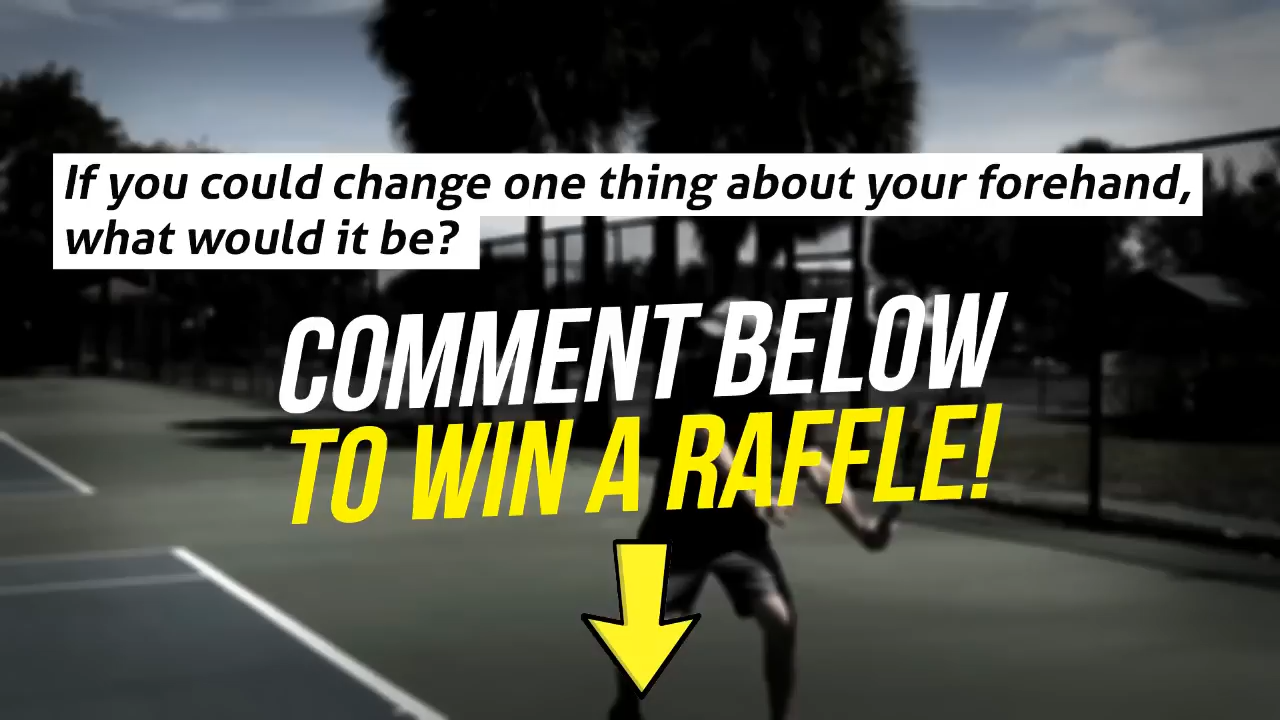 If you could change one thing about your forehand,
what would it be?
COMMENT BELOW
TO WIN A RAFFLE!